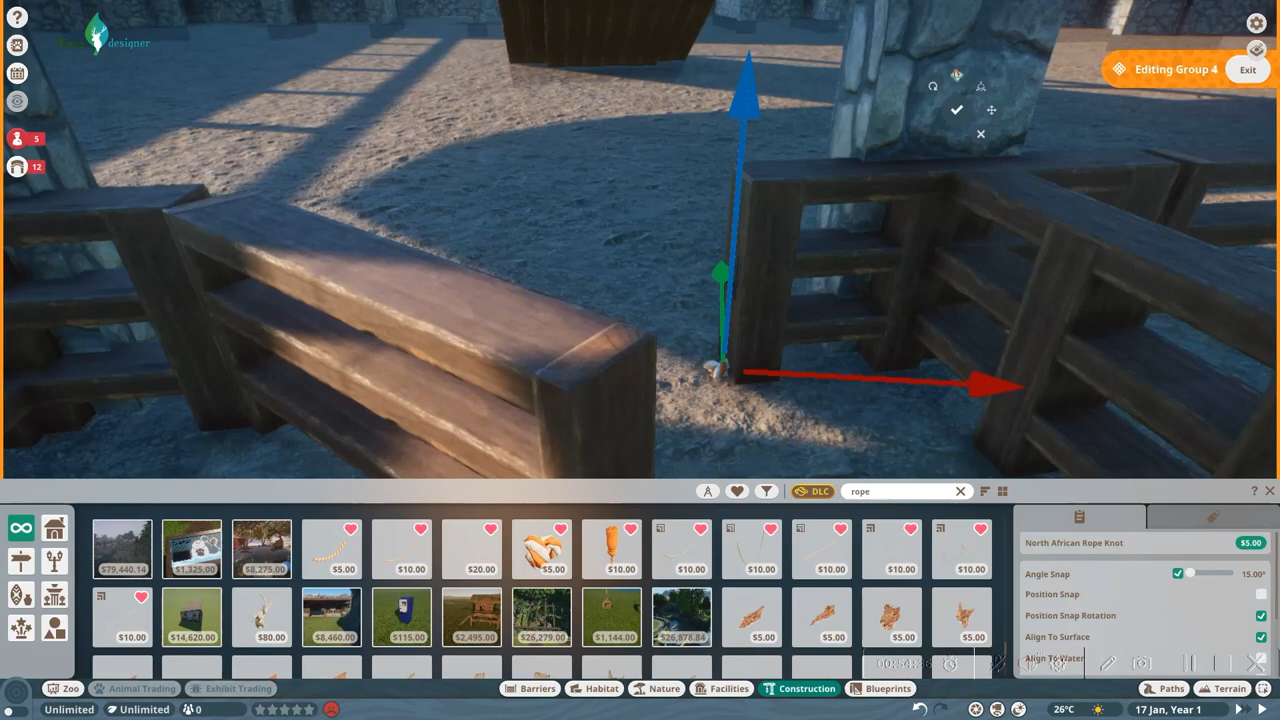 designer
Editing Group 4
Exit
5
12
DLC
rope
$79,440.14
$1,325.00
$8,275.00
$5.00
$10.00
$20.00
$5.00
$10.00
$10.00
$10.00
$10.00
$10.00
$10.00
$10.00
$14,620.00
$80.00
$8,460.00
$115.00
$2,495.00
$26,279.00
$1,144.00
$26,878.84
$5.00
$5.00
$5.00
$5.00
North African Rope Knot
$5.00
Angle Snap
15.00°
Position Snap
Position Snap Rotation
Align To Surface
Align To Water
Zoo
Animal Trading
Exhibit Trading
Barriers
Habitat
Nature
Facilities
Construction
Blueprints
Paths
Terrain
Unlimited
Unlimited
0
26°C
17 Jan, Year 1